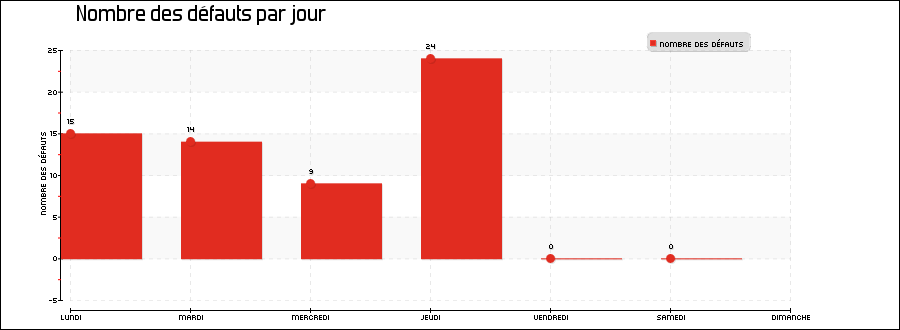 Nombre des défauts par jour
NOMBRE DES DÉFAUTS
25
20
15
10
5
0
-5
NOMBRE DES DÉFAUTS
15
14
9
24
0
0
LUNDI
MARDI
MERCREDI
JEUDI
VENDREDI
SAMEDI
DIMANCHE